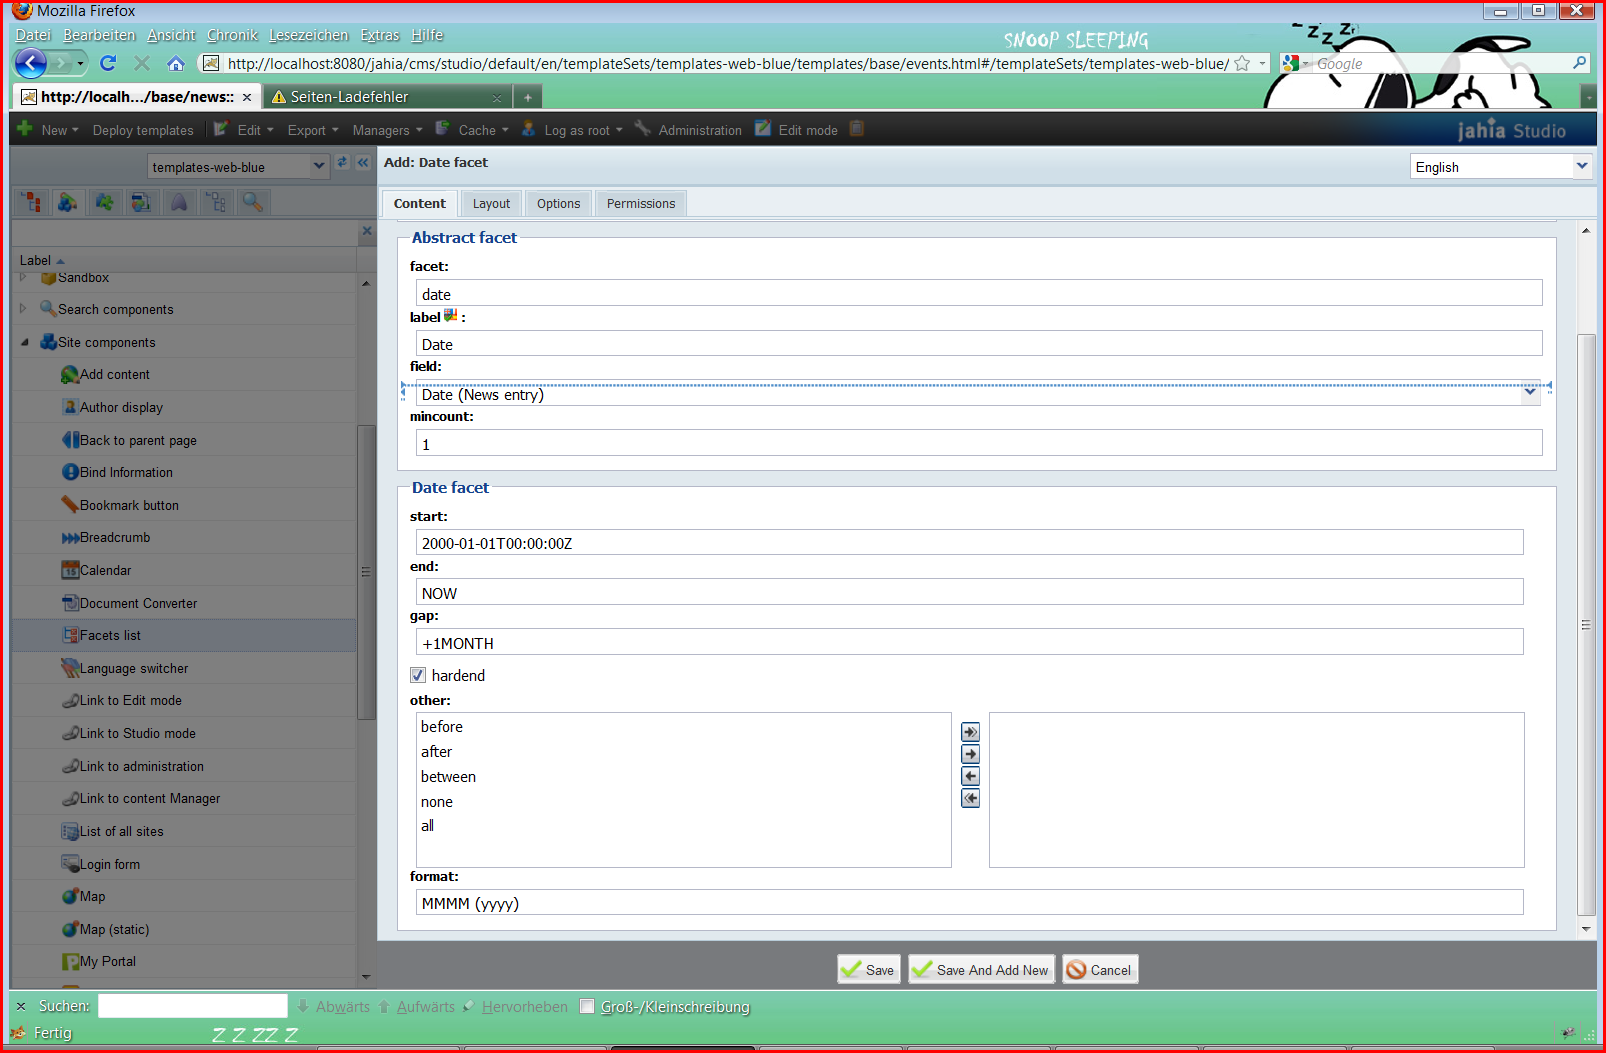 Mozilla Firefox
Datei Bearbeiten Ansicht Chronik Lesezeichen Extras Hilfe
SNOOP SLEEPING
z z z z
http://localhost:8080/jahia/cms/studio/default/en/templateSets/templates-web-blue/templates/base/events.html#/templateSets/templates-web-blue/
Google
http://localh.../base/news::
Seiten-Ladefehler
New Deploy templates Edit Export Managers Cache Log as root Administration Edit mode
jahia Studio
templates-web-blue
Add: Date facet
English
Content Layout Options Permissions
Label
Sandbox
Search components
Site components
Add content
Author display
Back to parent page
Bind Information
Bookmark button
Breadcrumb
Calendar
Document Converter
Facets list
Language switcher
Link to Edit mode
Link to Studio mode
Link to administration
Link to content Manager
List of all sites
Login form
Map
Map (static)
My Portal
Abstract facet
facet:
date
label :
Date
field:
Date (News entry)
mincount:
1
Date facet
start:
2000-01-01T00:00:00Z
end:
NOW
gap:
+1MONTH
hardend
other:
before
after
between
none
all
format:
MMMM (yyyy)
Save Save And Add New Cancel
Suchen: Abwärts Aufwärts Hervorheben Groß-/Kleinschreibung
Fertig
Z Z ZZ Z